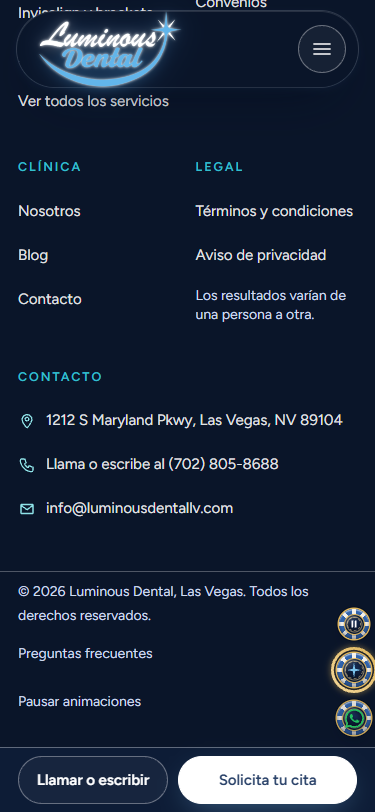 Convenios
Luminous
Dental
Ver todos los servicios
CLÍNICA
LEGAL
Nosotros
Términos y condiciones
Blog
Aviso de privacidad
Contacto
Los resultados varían de
una persona a otra.
CONTACTO
1212 S Maryland Pkwy, Las Vegas, NV 89104
Llama o escribe al (702) 805-8688
info@luminousdentallv.com
© 2026 Luminous Dental, Las Vegas. Todos los
derechos reservados.
Preguntas frecuentes
Pausar animaciones
Llamar o escribir
Solicita tu cita